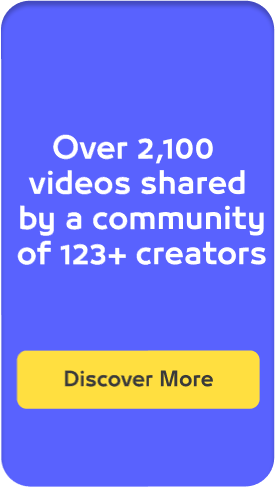 Over 2,100
videos shared
by a community
of 123+ creators
Discover More